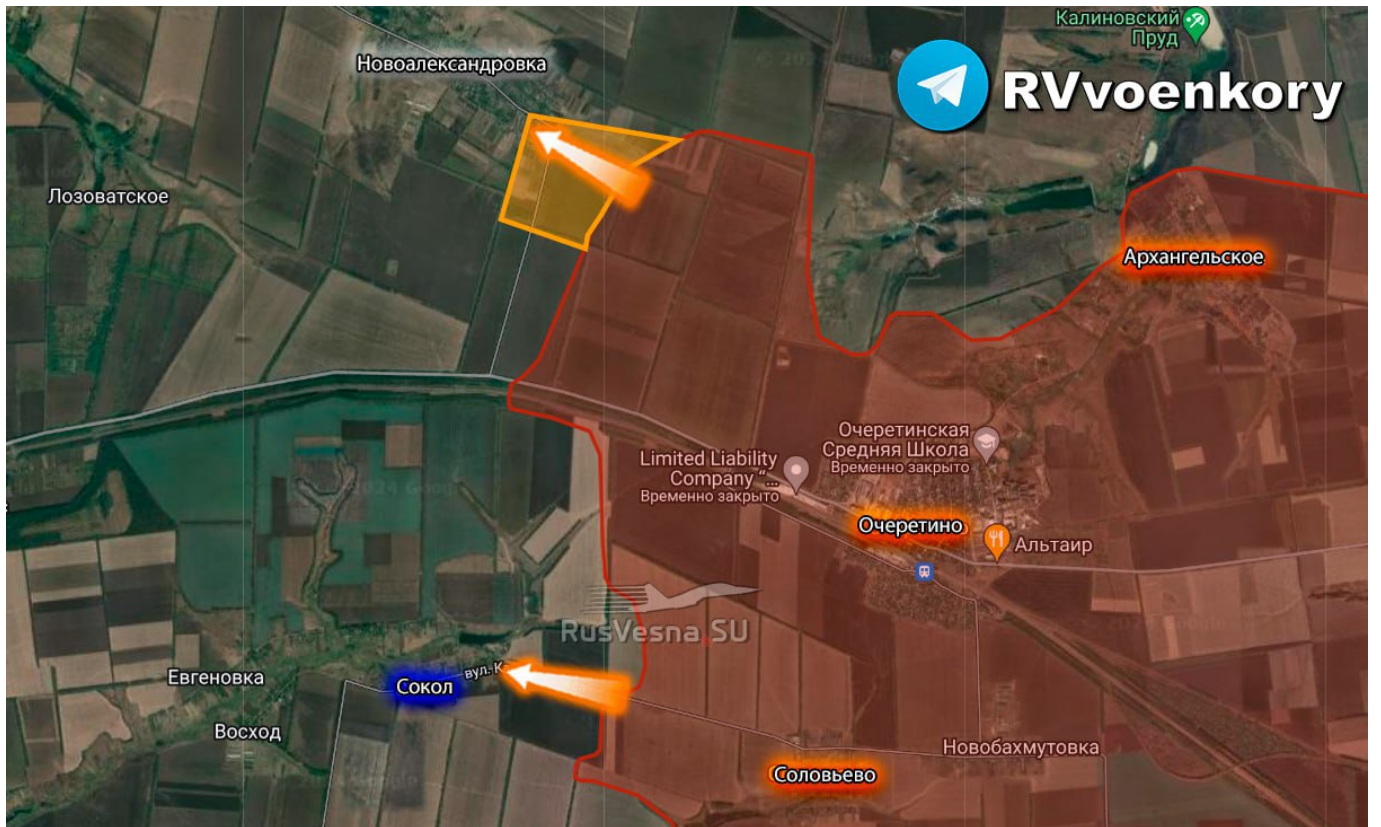 Калиновский
Пруд
RVvoenkory
Новоалександровка
Лозоватское
Архангельское
Очеретинская
Средняя Школа
Временно закрыто
Limited Liability
Company “...
Временно закрыто
Очеретино
Альтаир
RusVesna SU
Евгеновка
Сокол
вул. К
Восход
Новобахмутовка
Соловьево